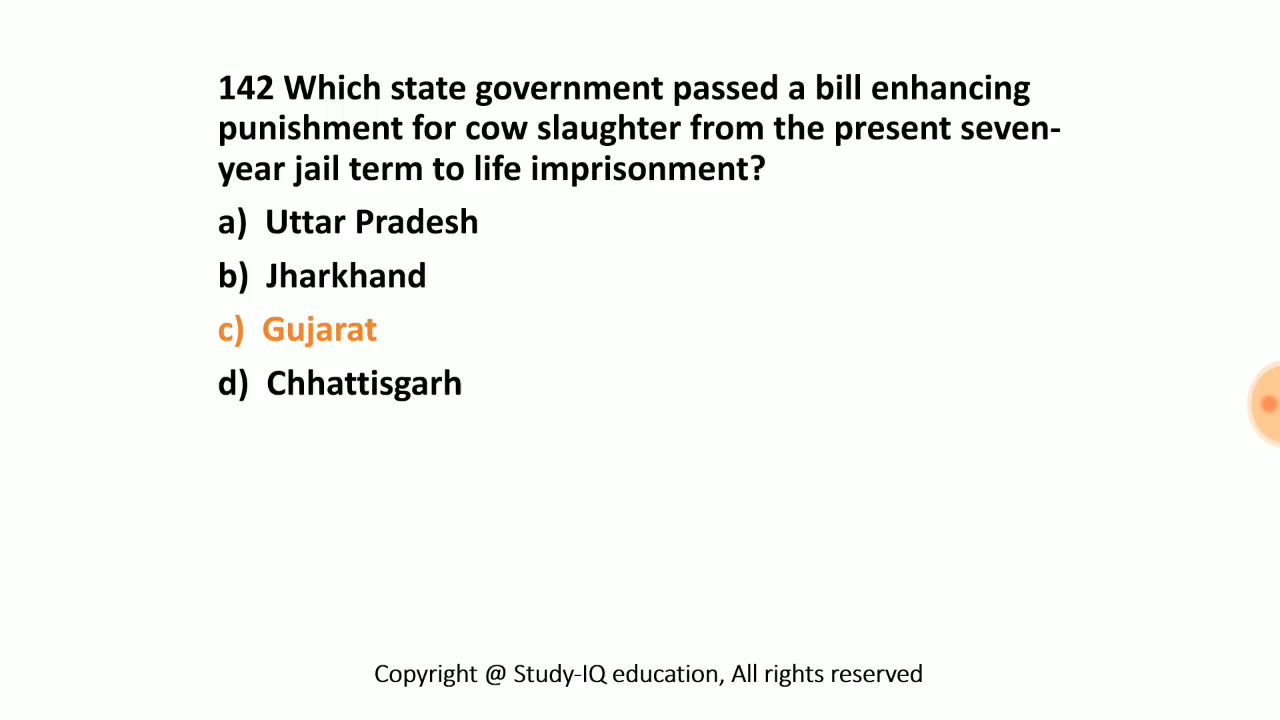 142 Which state government passed a bill enhancing
punishment for cow slaughter from the present seven-
year jail term to life imprisonment?
a) Uttar Pradesh
b) Jharkhand
c) Gujarat
d) Chhattisgarh
Copyright @ Study-IQ education, All rights reserved